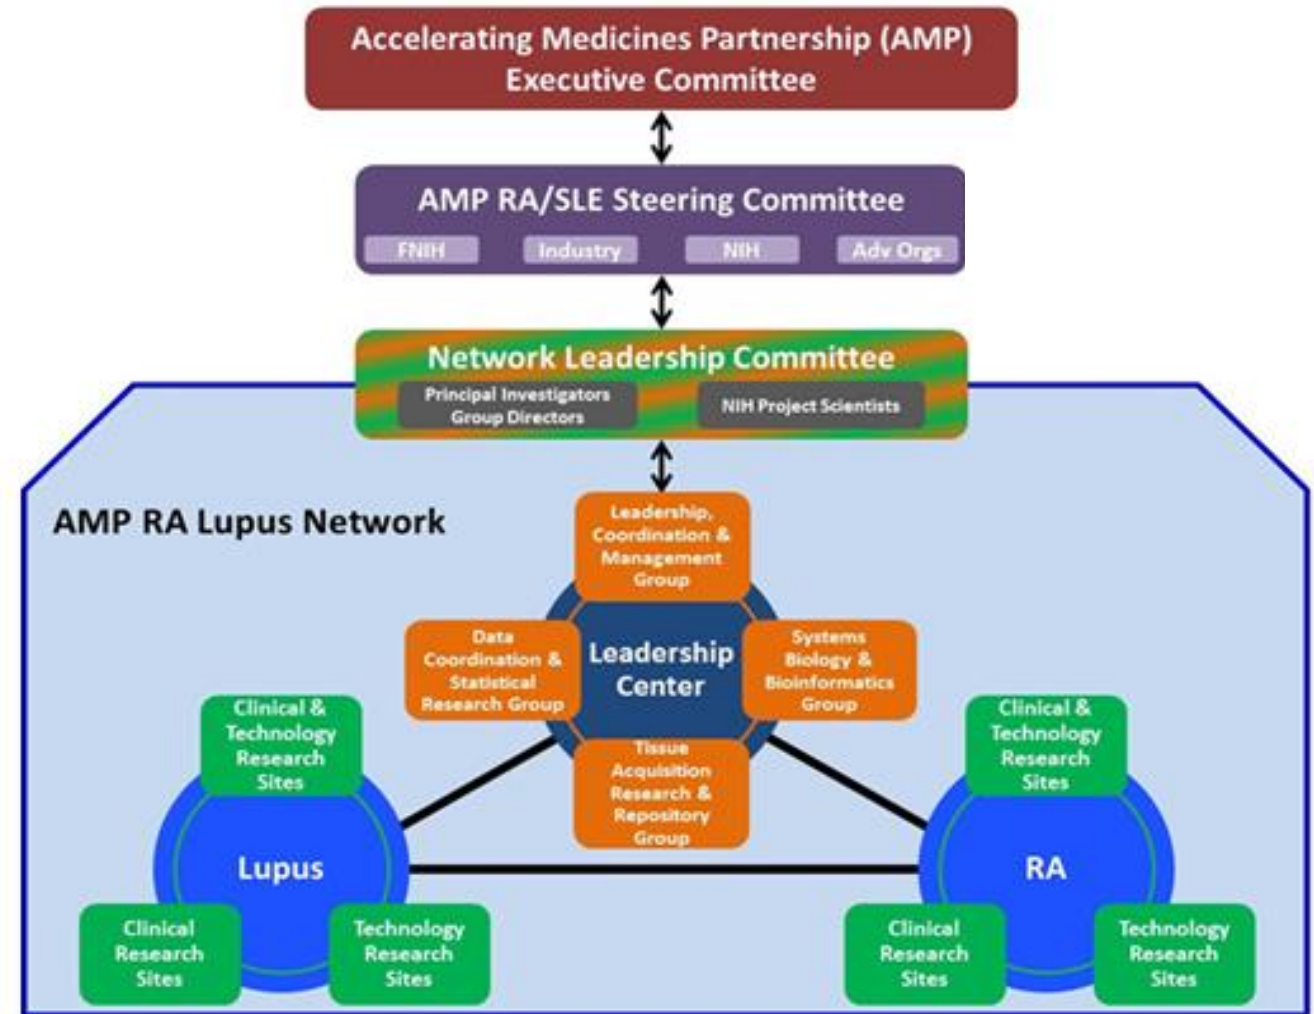 Accelerating Medicines Partnership (AMP)
Executive Committee
AMP RA/SLE Steering Committee
FNIH
Industry
NIH
Adv Orgs
Network Leadership Committee
Principal Investigators
Group Directors
NIH Project Scientists
AMP RA Lupus Network
Leadership,
Coordination &
Management
Group
Data
Coordination &
Statistical
Research Group
Leadership
Center
Systems
Biology &
Bioinformatics
Group
Tissue
Acquisition
Research &
Repository
Group
Clinical &
Technology
Research
Sites
Lupus
Clinical
Research
Sites
Technology
Research
Sites
Clinical &
Technology
Research
Sites
RA
Clinical
Research
Sites
Technology
Research
Sites